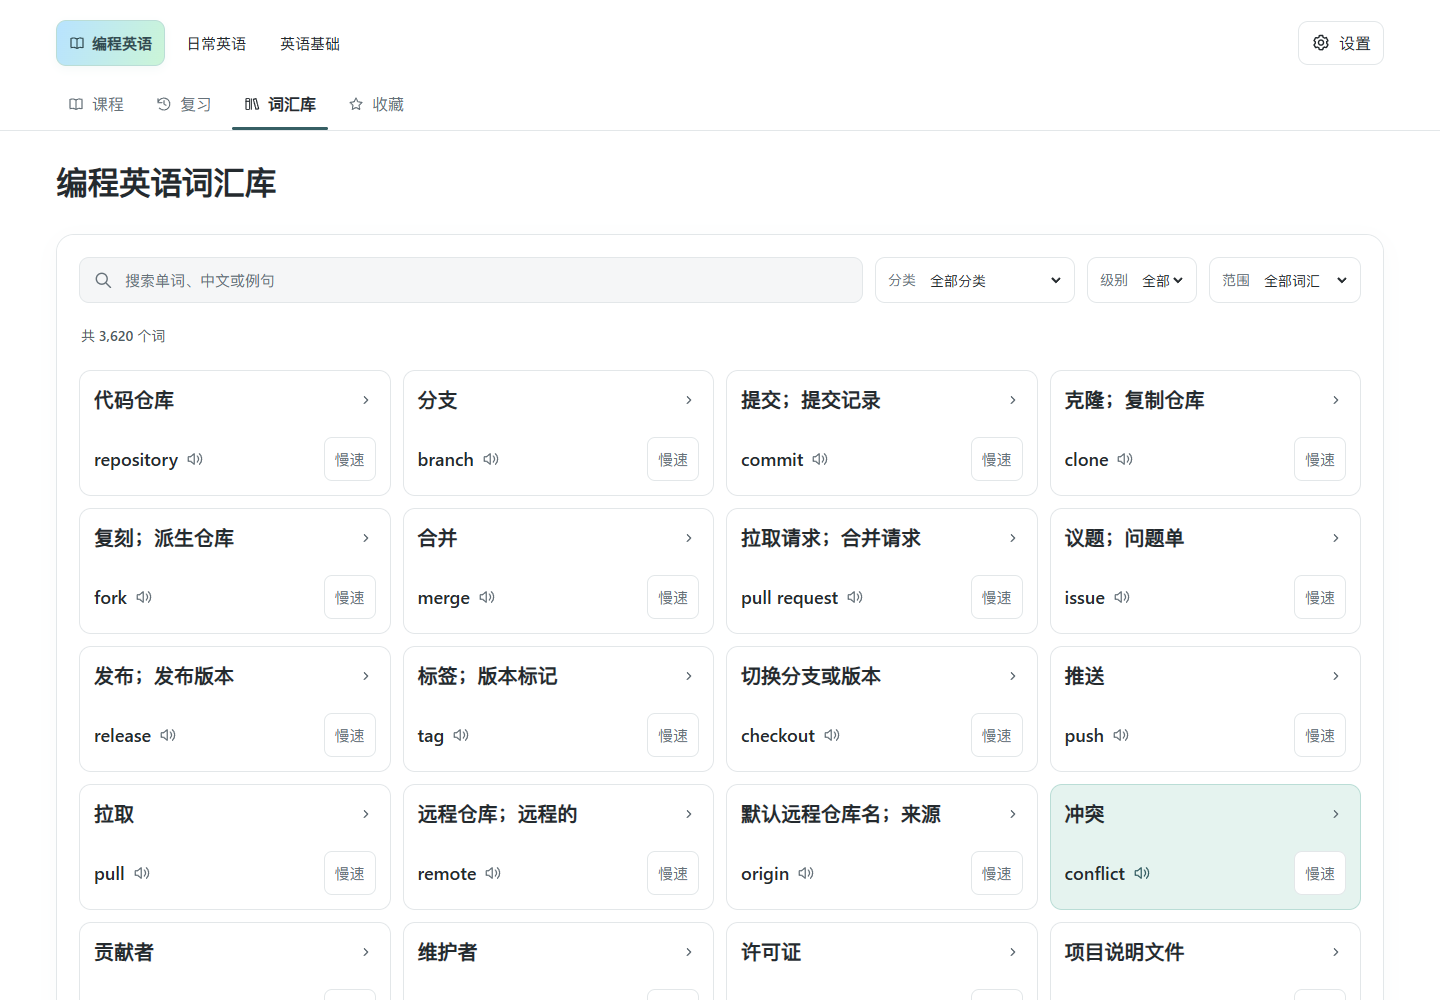 编程英语 日常英语 英语基础 设置
课程 复习 词汇库 收藏
编程英语词汇库
搜索单词、中文或例句 分类 全部分类 级别 全部 范围 全部词汇
共 3,620 个词
代码仓库 分支 提交；提交记录 克隆；复制仓库
repository 慢速 branch 慢速 commit 慢速 clone 慢速
复刻；派生仓库 合并 拉取请求；合并请求 议题；问题单
fork 慢速 merge 慢速 pull request 慢速 issue 慢速
发布；发布版本 标签；版本标记 切换分支或版本 推送
release 慢速 tag 慢速 checkout 慢速 push 慢速
拉取 远程仓库；远程的 默认远程仓库名；来源 冲突
pull 慢速 remote 慢速 origin 慢速 conflict 慢速
贡献者 维护者 许可证 项目说明文件